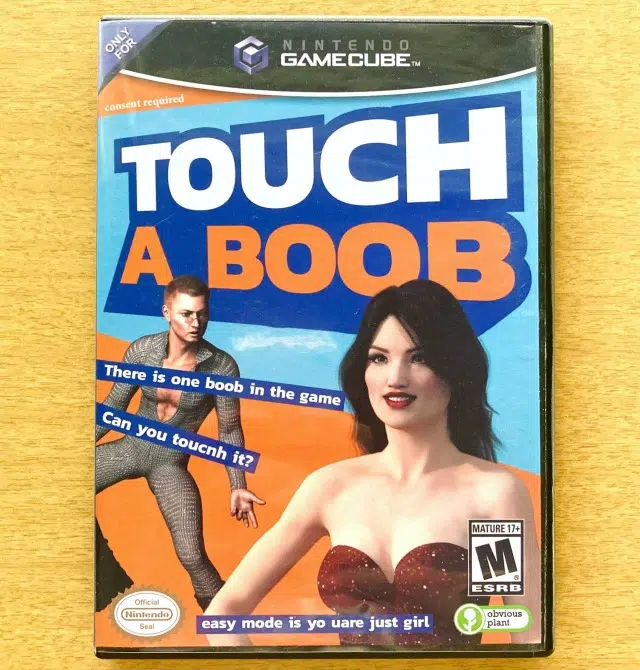 ONLY
FOR
NINTENDO
GAMECUBE™
consent required
TOUCH
A BOOB
There is one boob in the game
Can you toucnh it?
MATURE 17+
M
®
ESRB
Official
Nintendo
Seal
easy mode is yo uare just girl
obvious
plant